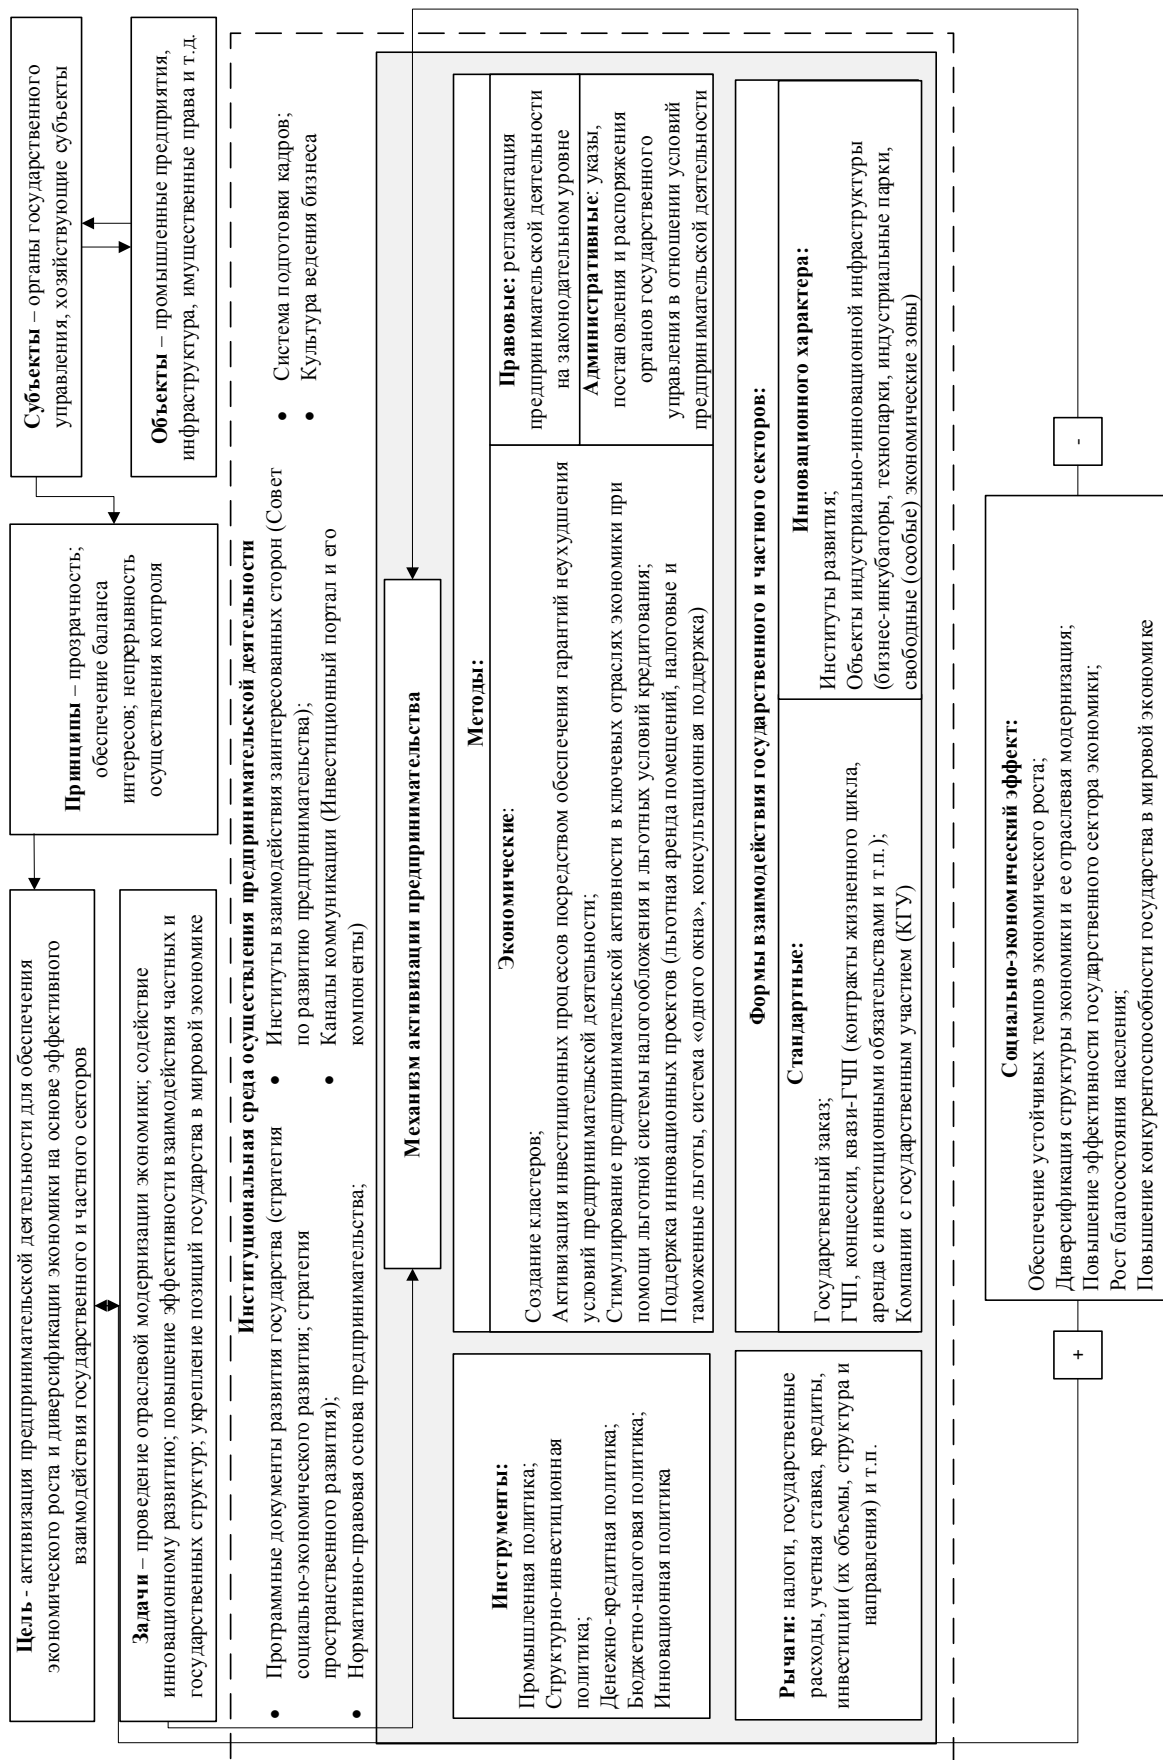 Цель - активизация предпринимательской деятельности для обеспечения
экономического роста и диверсификации экономики на основе эффективного
взаимодействия государственного и частного секторов
Задачи – проведение отраслевой модернизации экономики; содействие
инновационному развитию; повышение эффективности взаимодействия частных и
государственных структур; укрепление позиций государства в мировой экономике
Принципы – прозрачность;
обеспечение баланса
интересов; непрерывность
осуществления контроля
Субъекты – органы государственного
управления, хозяйствующие субъекты
Объекты – промышленные предприятия,
инфраструктура, имущественные права и т.д.
Институциональная среда осуществления предпринимательской деятельности
• Программные документы развития государства (стратегия
социально-экономического развития; стратегия
пространственного развития);
• Нормативно-правовая основа предпринимательства;
• Институты взаимодействия заинтересованных сторон (Совет
по развитию предпринимательства);
• Каналы коммуникации (Инвестиционный портал и его
компоненты)
• Система подготовки кадров;
• Культура ведения бизнеса
Механизм активизации предпринимательства
Инструменты:
Промышленная политика;
Структурно-инвестиционная
политика;
Денежно-кредитная политика;
Бюджетно-налоговая политика;
Инновационная политика
Методы:
Экономические:
Создание кластеров;
Активизация инвестиционных процессов посредством обеспечения гарантий неухудшения
условий предпринимательской деятельности;
Стимулирование предпринимательской активности в ключевых отраслях экономики при
помощи льготной системы налогообложения и льготных условий кредитования;
Поддержка инновационных проектов (льготная аренда помещений, налоговые и
таможенные льготы, система «одного окна», консультационная поддержка)
Правовые: регламентация
предпринимательской деятельности
на законодательном уровне
Административные: указы,
постановления и распоряжения
органов государственного
управления в отношении условий
предпринимательской деятельности
Рычаги: налоги, государственные
расходы, учетная ставка, кредиты,
инвестиции (их объемы, структура и
направления) и т.п.
Формы взаимодействия государственного и частного секторов:
Стандартные:
Государственный заказ;
ГЧП, концессии, квази-ГЧП (контракты жизненного цикла,
аренда с инвестиционными обязательствами и т.п.);
Компании с государственным участием (КГУ)
Инновационного характера:
Институты развития;
Объекты индустриально-инновационной инфраструктуры
(бизнес-инкубаторы, технопарки, индустриальные парки,
свободные (особые) экономические зоны)
+
Социально-экономический эффект:
Обеспечение устойчивых темпов экономического роста;
Диверсификация структуры экономики и ее отраслевая модернизация;
Повышение эффективности государственного сектора экономики;
Рост благосостояния населения;
Повышение конкурентоспособности государства в мировой экономике
-